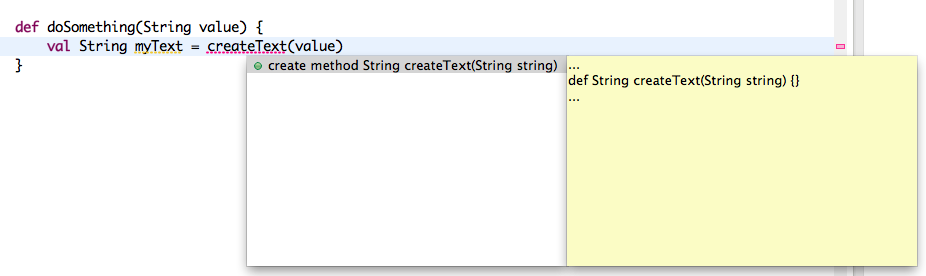 def doSomething(String value) {
val String myText = createText(value)
}
create method String createText(String string)
...
def String createText(String string) {}
...